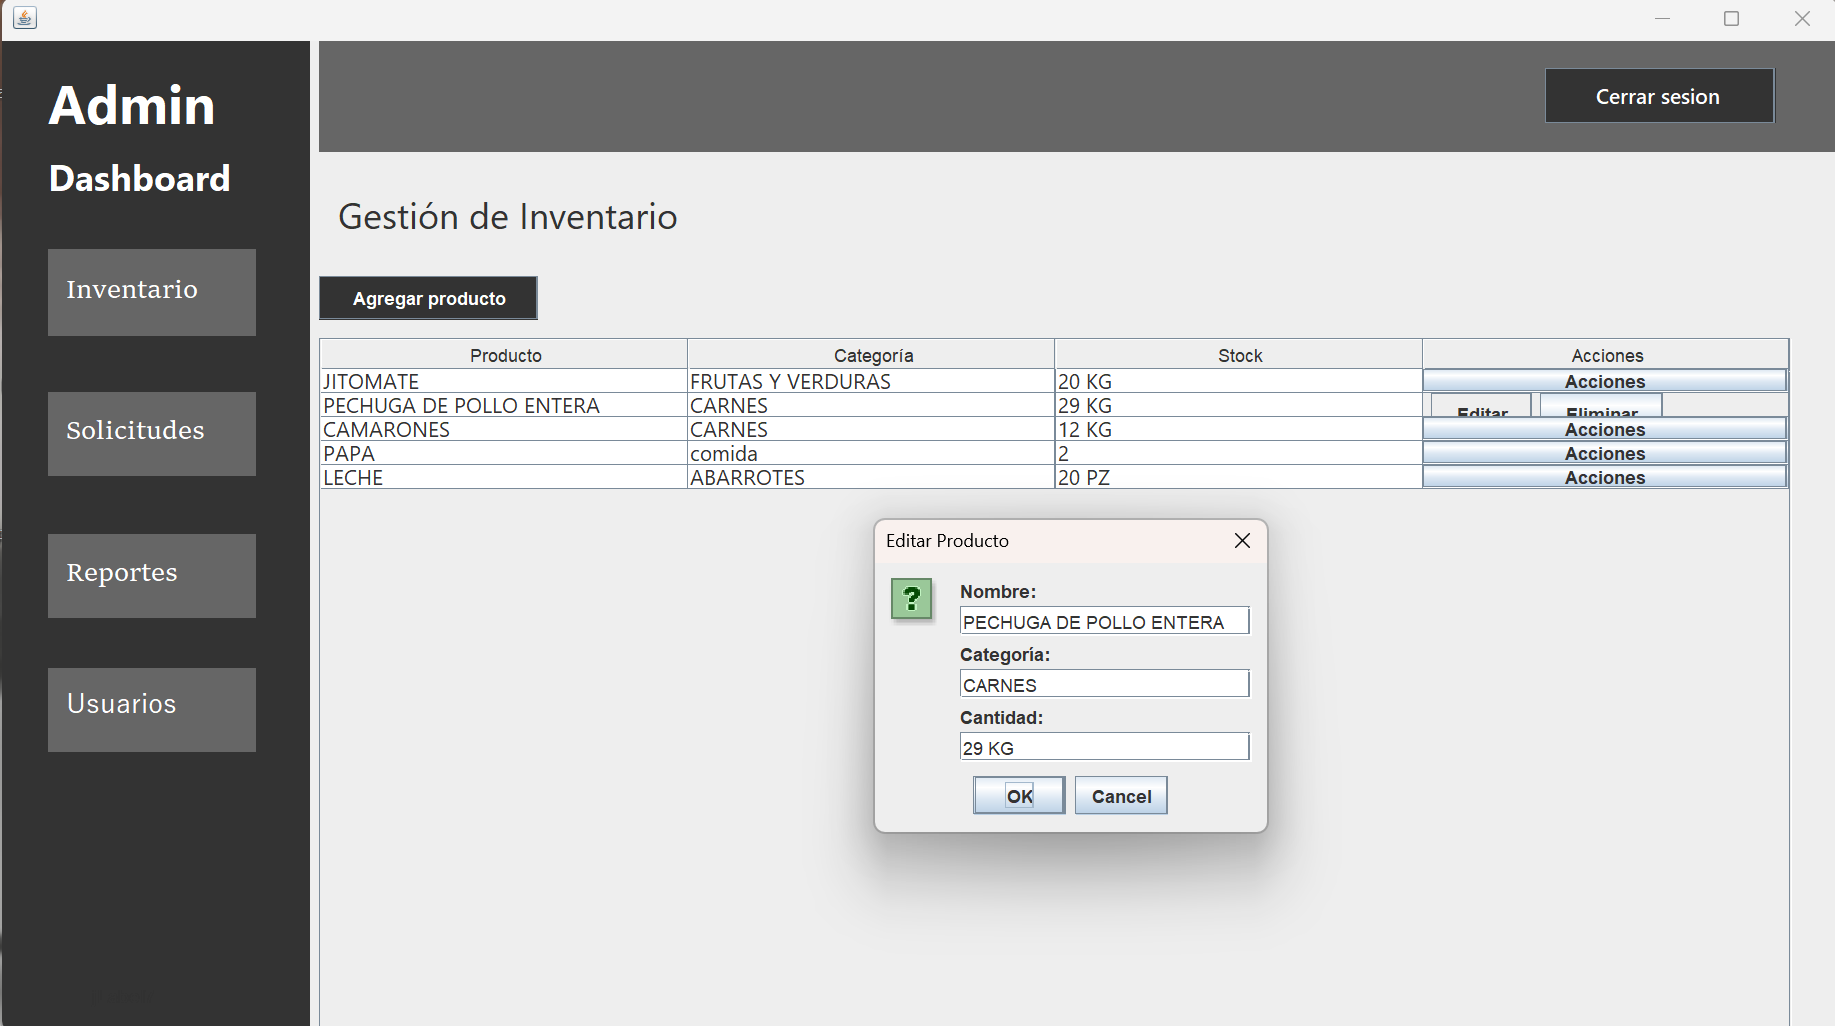 Admin
Dashboard
Inventario
Solicitudes
Reportes
Usuarios
Cerrar sesion
Gestión de Inventario
Agregar producto
Producto Categoría Stock Acciones
JITOMATE FRUTAS Y VERDURAS 20 KG Acciones
PECHUGA DE POLLO ENTERA CARNES 29 KG Editar Eliminar
CAMARONES CARNES 12 KG Acciones
PAPA comida 2 Acciones
LECHE ABARROTES 20 PZ Acciones
Editar Producto
?
Nombre:
PECHUGA DE POLLO ENTERA
Categoría:
CARNES
Cantidad:
29 KG
OK Cancel